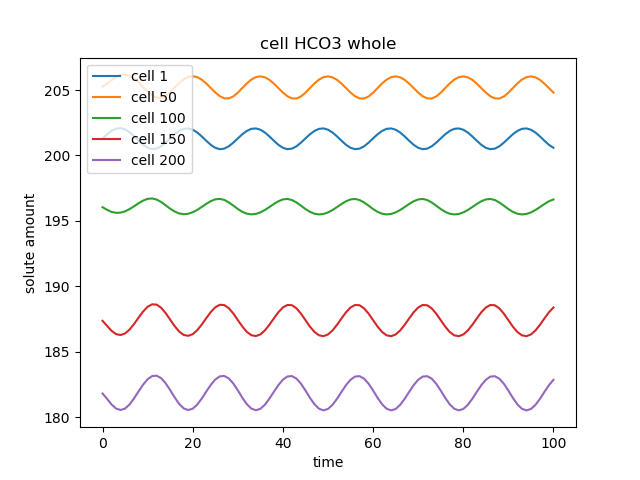 cell HCO3 whole
cell 1
cell 50
cell 100
cell 150
cell 200
205
200
195
190
185
180
solute amount
0 20 40 60 80 100
time